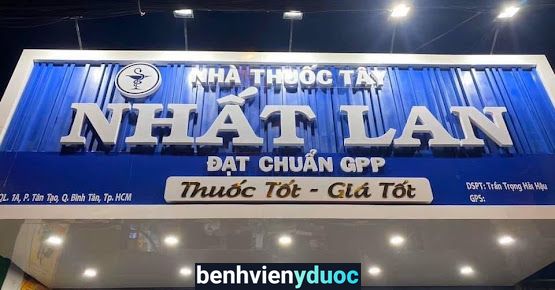 NHÀ THUỐC TÂY
NHẤT LAN
ĐẠT CHUẨN GPP
Thuốc Tốt - Giá Tốt
QL. 1A, P. Tân Tạo, Q. Bình Tân, Tp. HCM
DSPT: Trần Trọng Hải Hậu
GPS:
benhvienyduoc